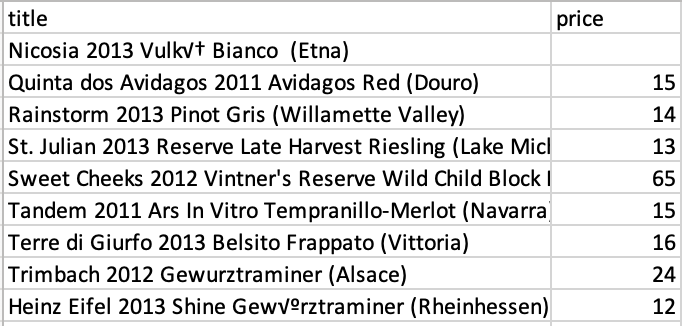 title price
Nicosia 2013 Vulk√† Bianco  (Etna)
Quinta dos Avidagos 2011 Avidagos Red (Douro) 15
Rainstorm 2013 Pinot Gris (Willamette Valley) 14
St. Julian 2013 Reserve Late Harvest Riesling (Lake 13
Sweet Cheeks 2012 Vintner's Reserve Wild Child Block 65
Tandem 2011 Ars In Vitro Tempranillo-Merlot (Navarra) 15
Terre di Giurfo 2013 Belsito Frappato (Vittoria) 16
Trimbach 2012 Gewurztraminer (Alsace) 24
Heinz Eifel 2013 Shine Gew√ºrztraminer (Rheinhessen) 12